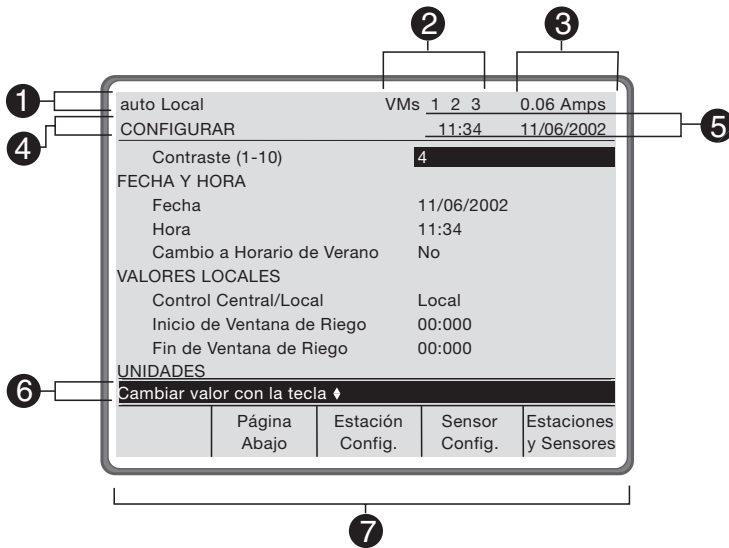 2 3
1 auto Local VMs 1 2 3 0.06 Amps
4 CONFIGURAR 11:34 11/06/2002 5
Contraste (1-10) 4
FECHA Y HORA
Fecha 11/06/2002
Hora 11:34
Cambio a Horario de Verano No
VALORES LOCALES
Control Central/Local Local
Inicio de Ventana de Riego 00:000
Fin de Ventana de Riego 00:000
UNIDADES
6 Cambiar valor con la tecla ♦
Página Abajo Estación Config. Sensor Config. Estaciones y Sensores
7